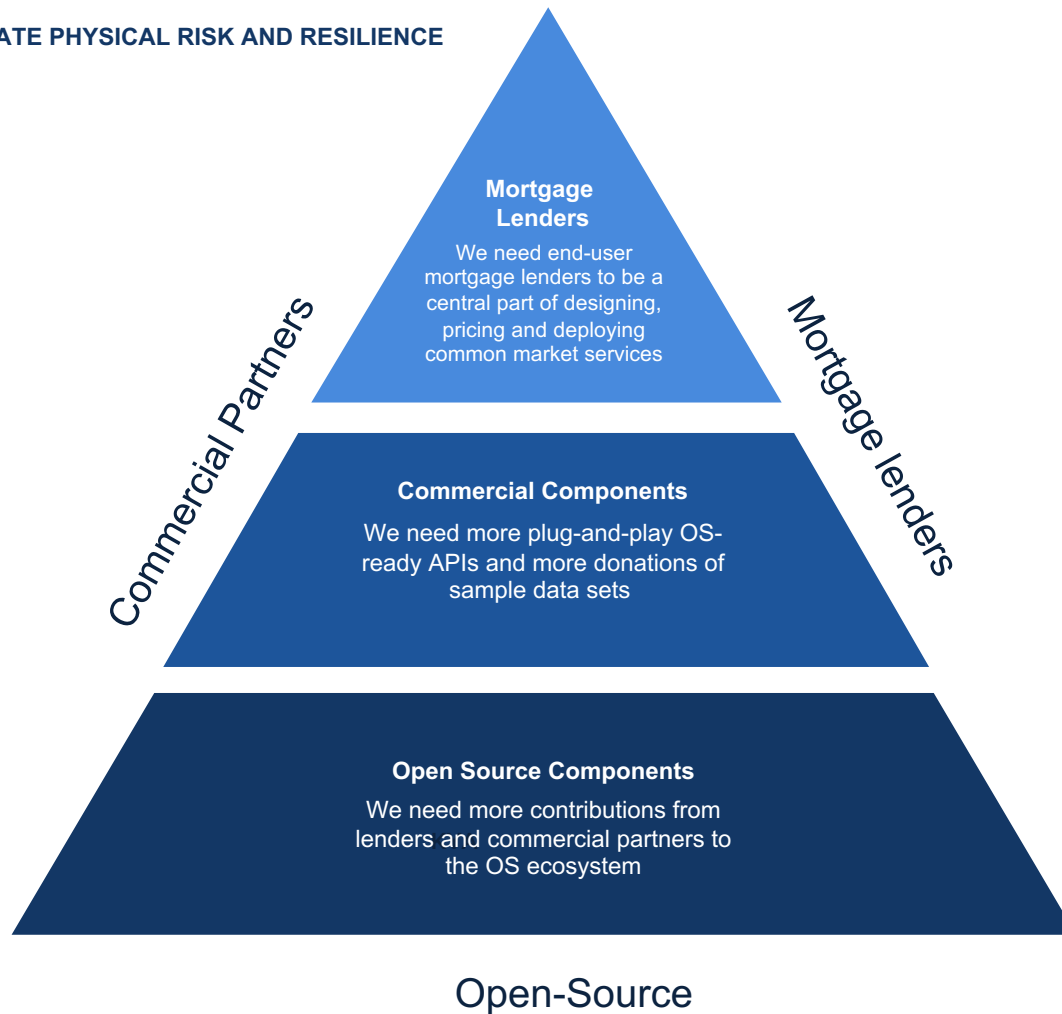 ATE PHYSICAL RISK AND RESILIENCE
Mortgage
Lenders
We need end-user
mortgage lenders to be a
central part of designing,
pricing and deploying
common market services
Commercial Partners
Mortgage lenders
Commercial Components
We need more plug-and-play OS-
ready APIs and more donations of
sample data sets
Open Source Components
We need more contributions from
lenders and commercial partners to
the OS ecosystem
Open-Source